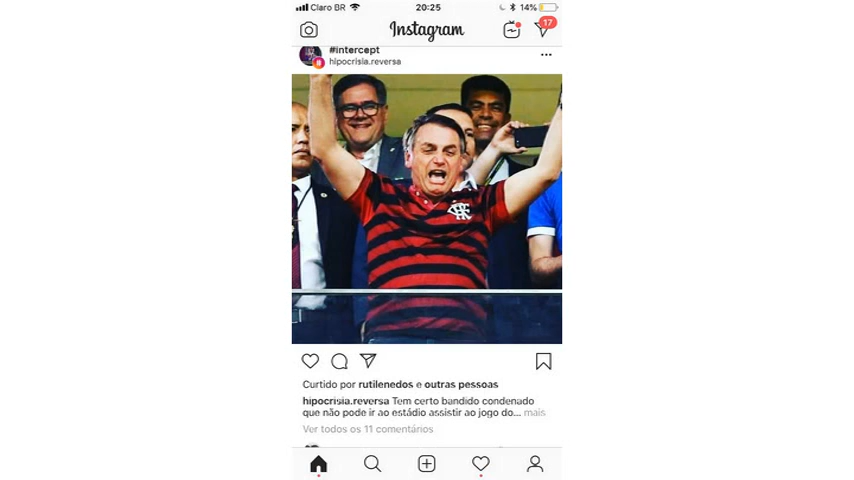 Claro BR 20:25 14%
Instagram 17
#intercept
hipocrisia.reversa
Curtido por rutilenedos e outras pessoas
hipocrisia.reversa Tem certo bandido condenado
que não pode ir ao estádio assistir ao jogo do... mais
Ver todos os 11 comentários